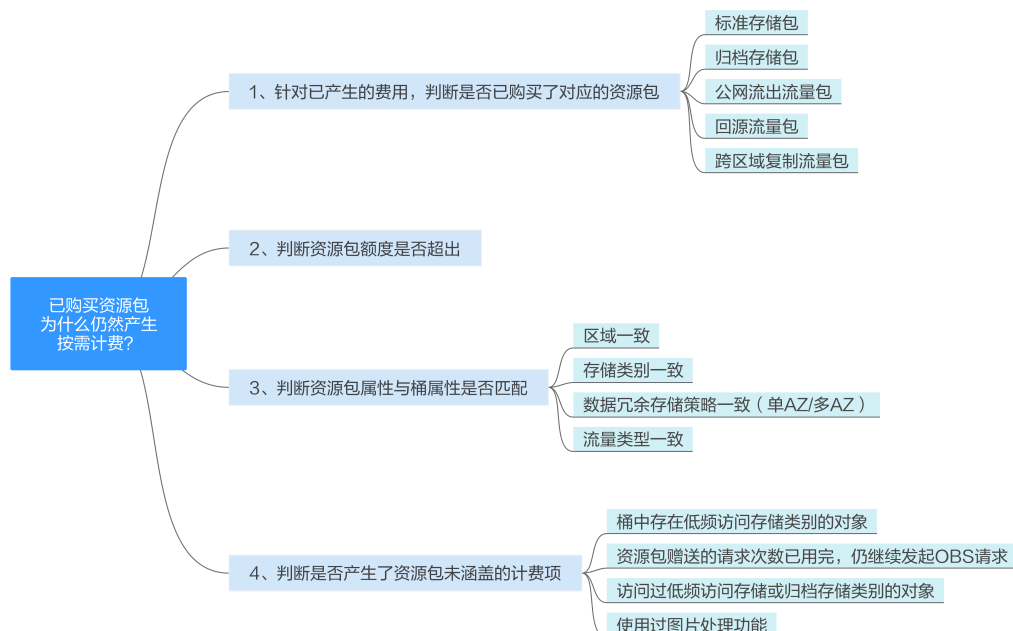 已购买资源包
为什么仍然产生
按需计费?
1、针对已产生的费用，判断是否已购买了对应的资源包
标准存储包
归档存储包
公网流出流量包
回源流量包
跨区域复制流量包
2、判断资源包额度是否超出
3、判断资源包属性与桶属性是否匹配
区域一致
存储类别一致
数据冗余存储策略一致（单AZ/多AZ）
流量类型一致
4、判断是否产生了资源包未涵盖的计费项
桶中存在低频访问存储类别的对象
资源包赠送的请求次数已用完，仍继续发起OBS请求
访问过低频访问存储或归档存储类别的对象
使用过图片处理功能